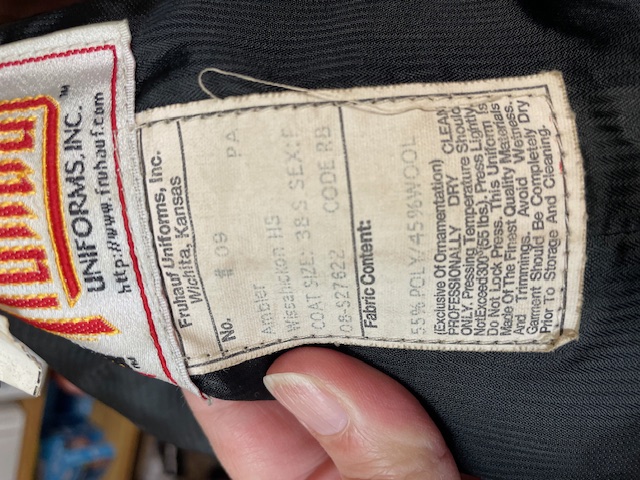 UNIFORMS, INC.™
http://www.fruhauf.com
Fruhauf Uniforms, Inc.
Wichita, Kansas
No. # 09 PA
Ambler
Wissahickon HS
COAT SIZE: 38 S SEX: F
08-S27622 CODE RB
Fabric Content:
55% POLY/45%WOOL
(Exclusive Of Ornamentation)
PROFESSIONALLY DRY CLEAN
ONLY, Pressing Temperature Should
Not Exceed 300° (55 lbs.). Press Lightly.
Do Not Lock Press. This Uniform Is
Made Of The Finest Quality Materials
And Trimmings. Avoid Wetness.
Garment Should Be Completely Dry
Prior To Storage And Cleaning.